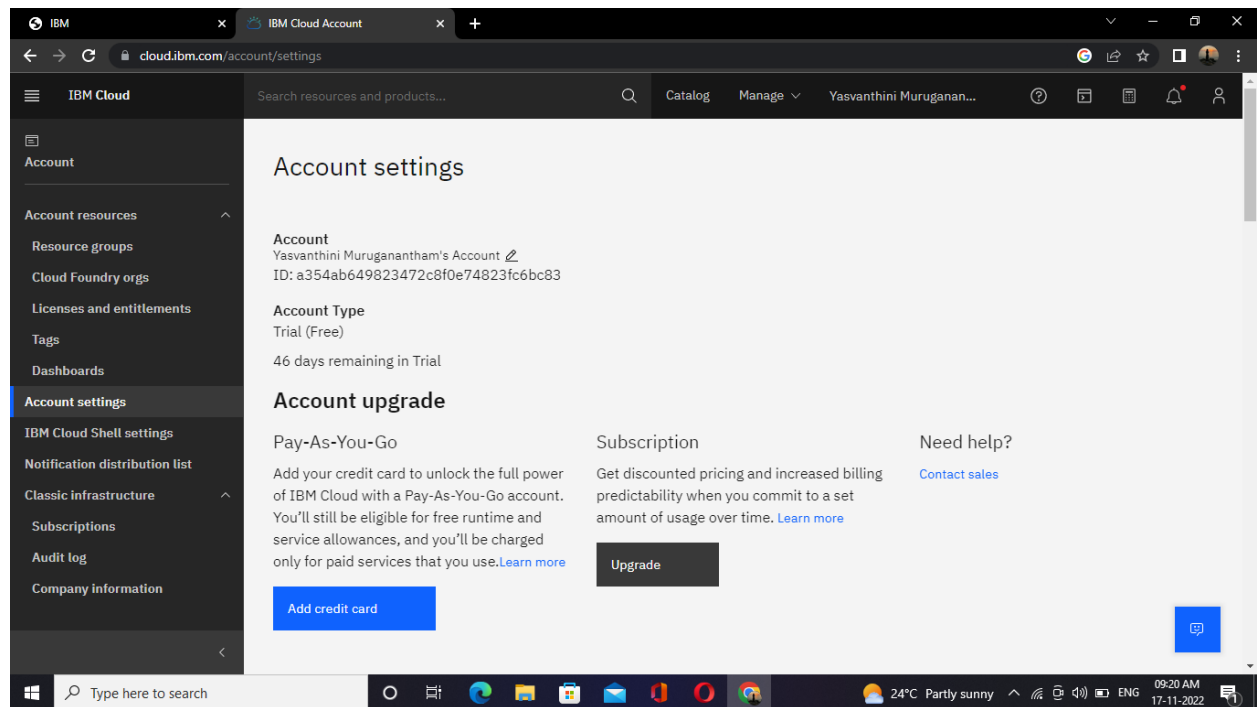 IBM
IBM Cloud Account
cloud.ibm.com/account/settings
IBM Cloud
Search resources and products...
Catalog
Manage
Yasvanthini Muruganan...
Account
Account resources
Resource groups
Cloud Foundry orgs
Licenses and entitlements
Tags
Dashboards
Account settings
IBM Cloud Shell settings
Notification distribution list
Classic infrastructure
Subscriptions
Audit log
Company information
Account settings
Account
Yasvanthini Muruganantham's Account
ID: a354ab649823472c8f0e74823fc6bc83
Account Type
Trial (Free)
46 days remaining in Trial
Account upgrade
Pay-As-You-Go
Add your credit card to unlock the full power
of IBM Cloud with a Pay-As-You-Go account.
You'll still be eligible for free runtime and
service allowances, and you'll be charged
only for paid services that you use.Learn more
Add credit card
Subscription
Get discounted pricing and increased billing
predictability when you commit to a set
amount of usage over time. Learn more
Upgrade
Need help?
Contact sales
Type here to search
24°C Partly sunny
ENG
09:20 AM
17-11-2022
1